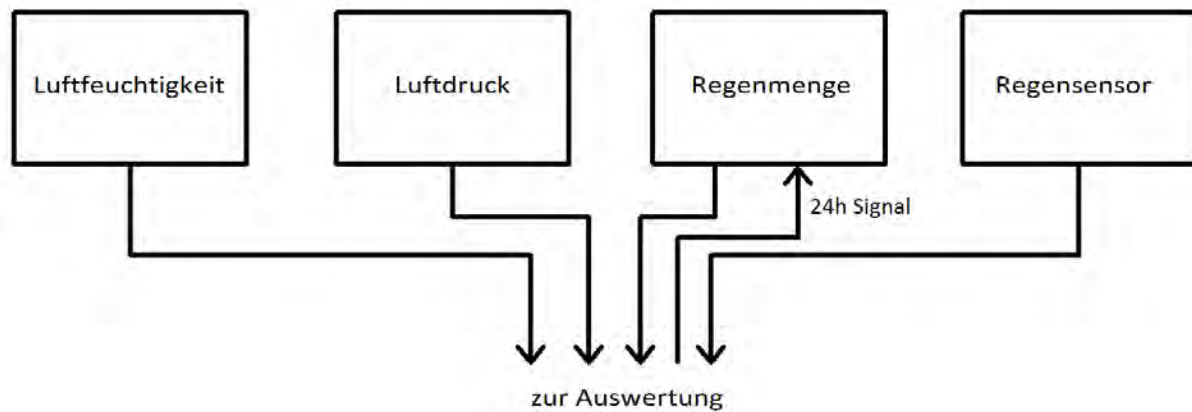 Luftfeuchtigkeit
Luftdruck
Regenmenge
Regensensor
24h Signal
zur Auswertung